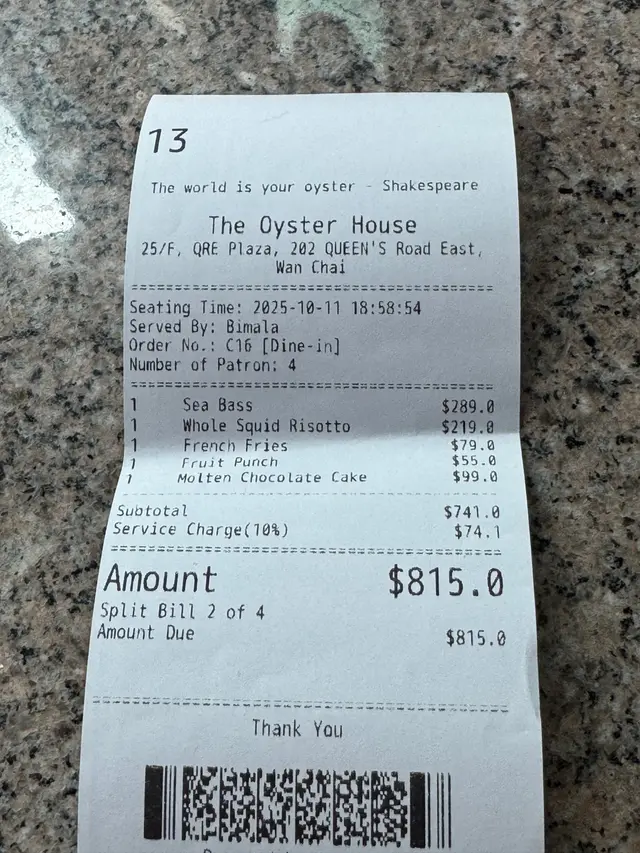 13
The world is your oyster - Shakespeare
The Oyster House
25/F, QRE Plaza, 202 QUEEN'S Road East,
Wan Chai
Seating Time: 2025-10-11 18:58:54
Served By: Bimala
Order No.: C16 [Dine-in]
Number of Patron: 4
1 Sea Bass $289.0
1 Whole Squid Risotto $219.0
1 French Fries $79.0
1 Fruit Punch $55.0
1 Molten Chocolate Cake $99.0
Subtotal $741.0
Service Charge(10%) $74.1
Amount $815.0
Split Bill 2 of 4
Amount Due $815.0
Thank You